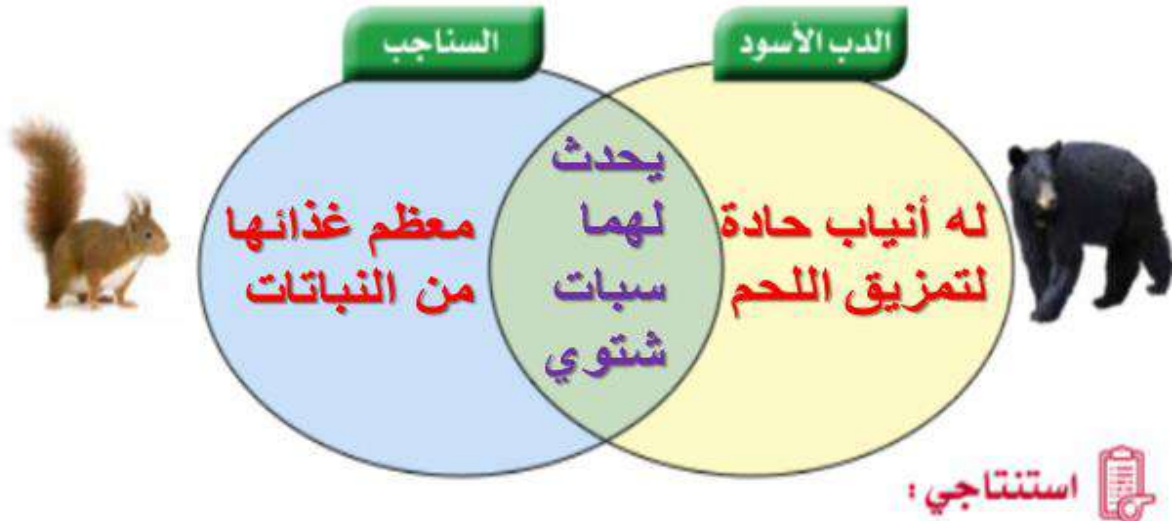 الدب الأسود
السناجب
له أنياب حادة
لتمزيق اللحم
يحدث
لهما
سبات
شتوي
معظم غذائها
من النباتات
استنتاجي :